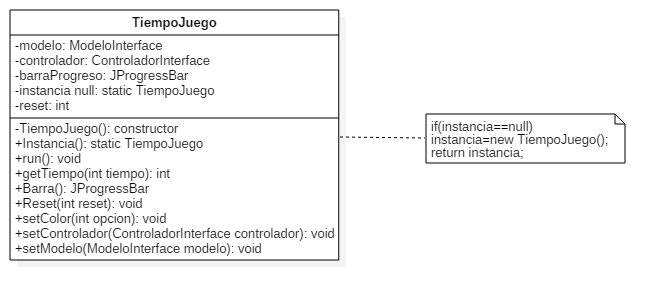 TiempoJuego
-modelo: ModeloInterface
-controlador: ControladorInterface
-barraProgreso: JProgressBar
-instancia null: static TiempoJuego
-reset: int
-TiempoJuego(): constructor
+Instancia(): static TiempoJuego
+run(): void
+getTiempo(int tiempo): int
+Barra(): JProgressBar
+Reset(int reset): void
+setColor(int opcion): void
+setControlador(ControladorInterface controlador): void
+setModelo(ModeloInterface modelo): void
if(instancia==null)
instancia=new TiempoJuego();
return instancia;